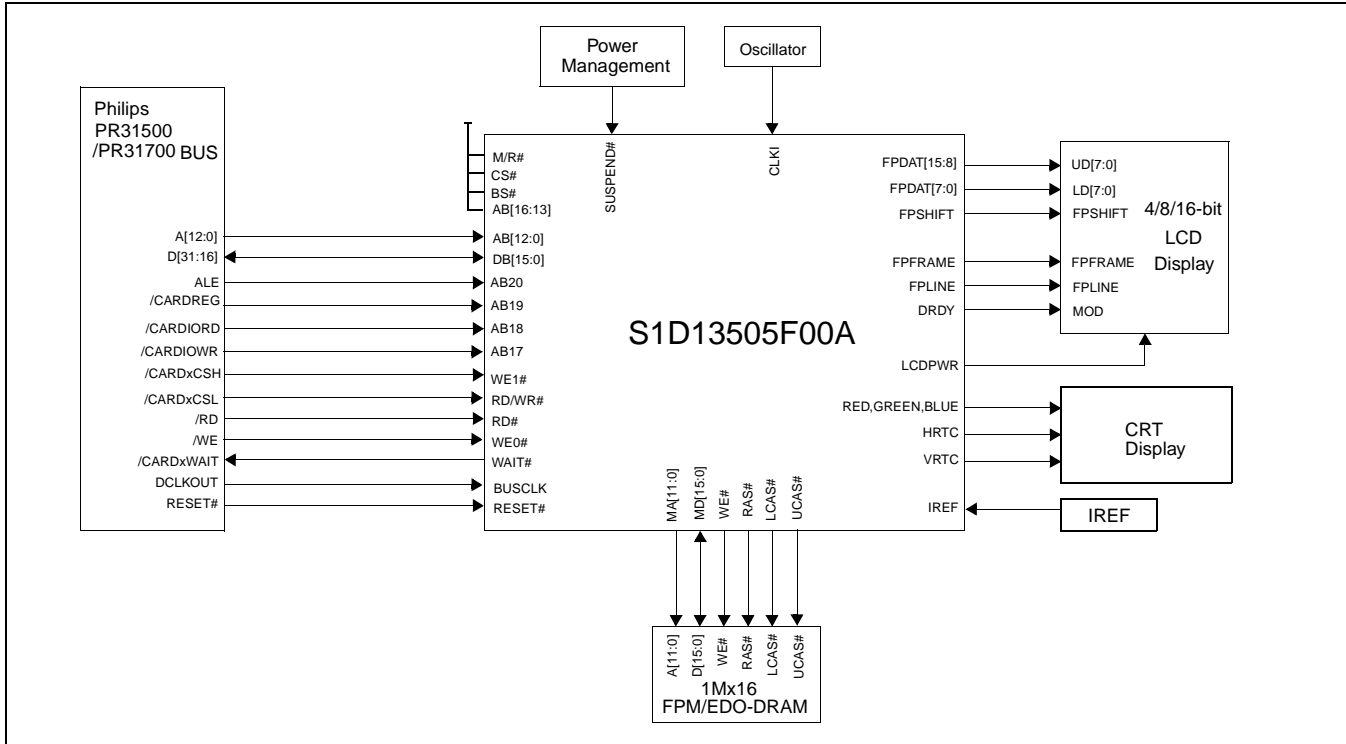 Power
Management
Oscillator
Philips
PR31500
/PR31700 BUS
A[12:0]
D[31:16]
ALE
/CARDREG
/CARDIORD
/CARDIOWR
/CARDxCSH
/CARDxCSL
/RD
/WE
/CARDxWAIT
DCLKOUT
RESET#
M/R#
CS#
BS#
AB[16:13]
AB[12:0]
DB[15:0]
AB20
AB19
AB18
AB17
WE1#
RD/WR#
RD#
WE0#
WAIT#
BUSCLK
RESET#
SUSPEND#
CLKI
S1D13505F00A
FPDAT[15:8]
FPDAT[7:0]
FPSHIFT
FPFRAME
FPLINE
DRDY
LCDPWR
RED,GREEN,BLUE
HRTC
VRTC
IREF
UD[7:0]
LD[7:0]
FPSHIFT
FPFRAME
FPLINE
MOD
4/8/16-bit
LCD
Display
CRT
Display
IREF
MA[11:0]
MD[15:0]
WE#
RAS#
LCAS#
UCAS#
A[11:0]
D[15:0]
WE#
RAS#
LCAS#
UCAS#
1Mx16
FPM/EDO-DRAM